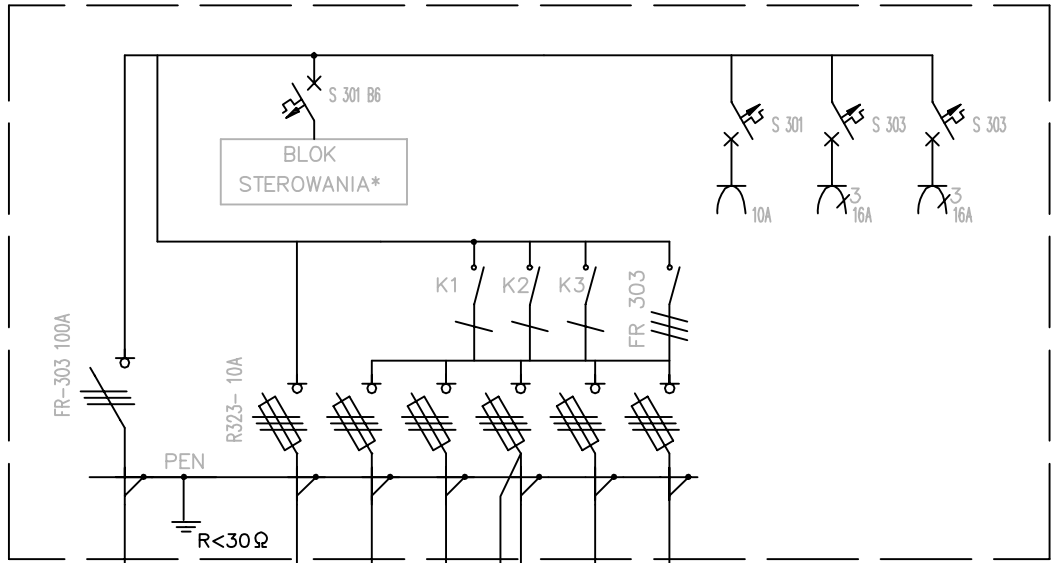 S 301 B6
BLOK
STEROWANIA*
S 301
S 303
S 303
10A
3
16A
3
16A
K1
K2
K3
FR 303
FR-303 100A
R323- 10A
PEN
R<30Ω